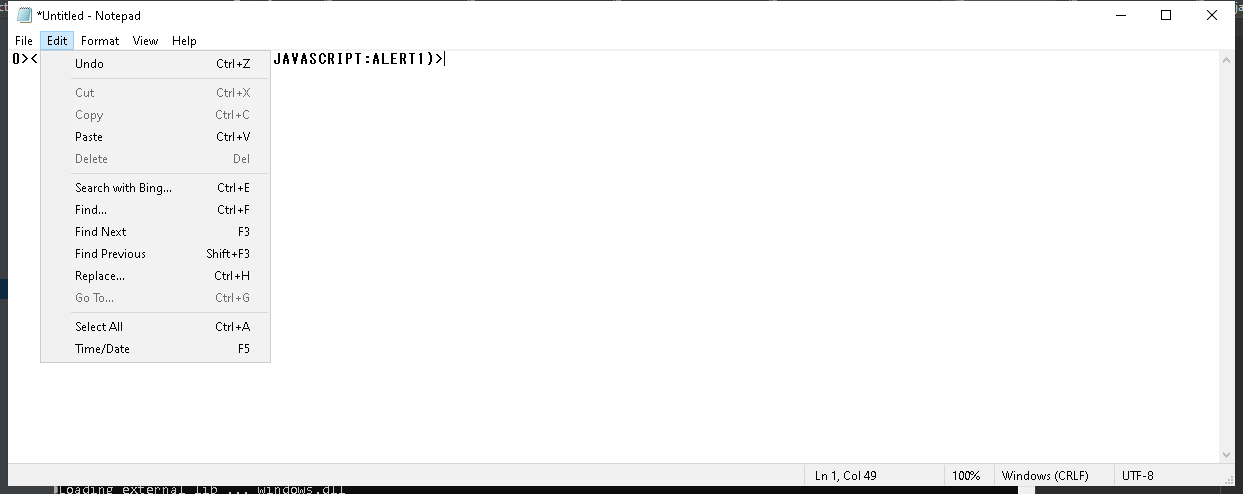 *Untitled - Notepad
File Edit Format View Help
O>< JAVASCRIPT:ALERT1)>
Undo Ctrl+Z
Cut Ctrl+X
Copy Ctrl+C
Paste Ctrl+V
Delete Del
Search with Bing... Ctrl+E
Find... Ctrl+F
Find Next F3
Find Previous Shift+F3
Replace... Ctrl+H
Go To... Ctrl+G
Select All Ctrl+A
Time/Date F5
Ln 1, Col 49 100% Windows (CRLF) UTF-8
Loading external lib ... windows.dll